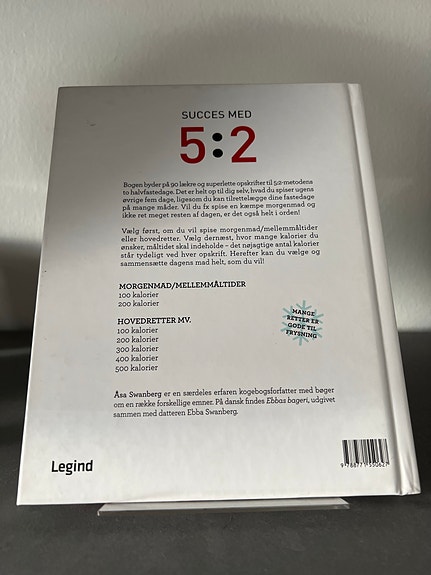 SUCCES MED
5:2
Bogen byder på 90 lækre og superlette opskrifter til 5:2-metodens
to halvfastedage. Det er helt op til dig selv, hvad du spiser ugens
øvrige fem dage, ligesom du kan tilrettelægge dine fastedage
på mange måder. Vil du fx spise en kæmpe morgenmad og
ikke ret meget resten af dagen, er det også helt i orden!
Vælg først, om du vil spise morgenmad/mellemmåltider
eller hovedretter. Vælg dernæst, hvor mange kalorier du
ønsker, måltidet skal indeholde – det nøjagtige antal kalorier
står tydeligt ved hver opskrift. Herefter kan du vælge og
sammensætte dagens mad helt, som du vil!
MORGENMAD/MELLEMMÅLTIDER
100 kalorier
200 kalorier
HOVEDRETTER MV.
100 kalorier
200 kalorier
300 kalorier
400 kalorier
500 kalorier
MANGE
RETTER ER
GODE TIL
FRYSNING
Åsa Swanberg er en særdeles erfaren kogebogsforfatter med bøger
om en række forskellige emner. På dansk findes Ebbas bageri, udgivet
sammen med datteren Ebba Swanberg.
Legind
9 788771 550627